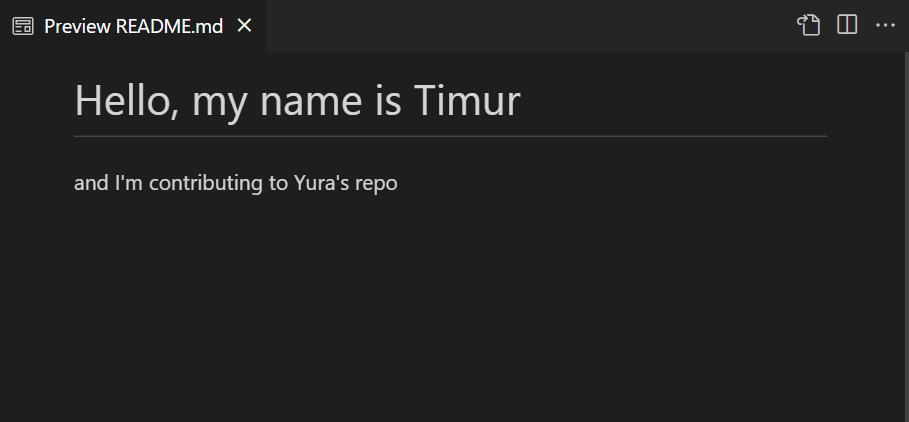 Preview README.md
Hello, my name is Timur
and I'm contributing to Yura's repo